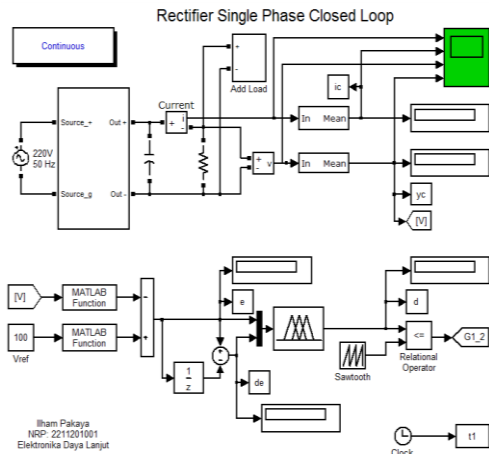 Rectifier Single Phase Closed Loop
Continuous
+
-
Add Load
ic
Current
Source_+
Out +
+
i
-
In
Mean
220V
50 Hz
Source_g
Out -
+
-
v
In
Mean
yc
[V]
[V]
MATLAB
Function
-
e
d
100
MATLAB
Function
+
Vref
<=
G1_2
Relational
Operator
Sawtooth
1
z
+
-
de
Ilham Pakaya
NRP: 2211201001
Elektronika Daya Lanjut
t1
Clock